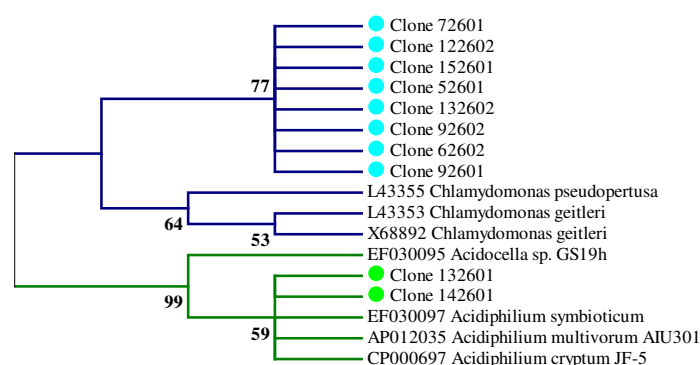 Clone 72601
Clone 122602
Clone 152601
77
Clone 52601
Clone 132602
Clone 92602
Clone 62602
Clone 92601
L43355 Chlamydomonas pseudopertusa
64
L43353 Chlamydomonas geitleri
53
X68892 Chlamydomonas geitleri
EF030095 Acidocella sp. GS19h
Clone 132601
99
Clone 142601
EF030097 Acidiphilium symbioticum
59
AP012035 Acidiphilium multivorum AIU301
CP000697 Acidiphilium cryptum JF-5